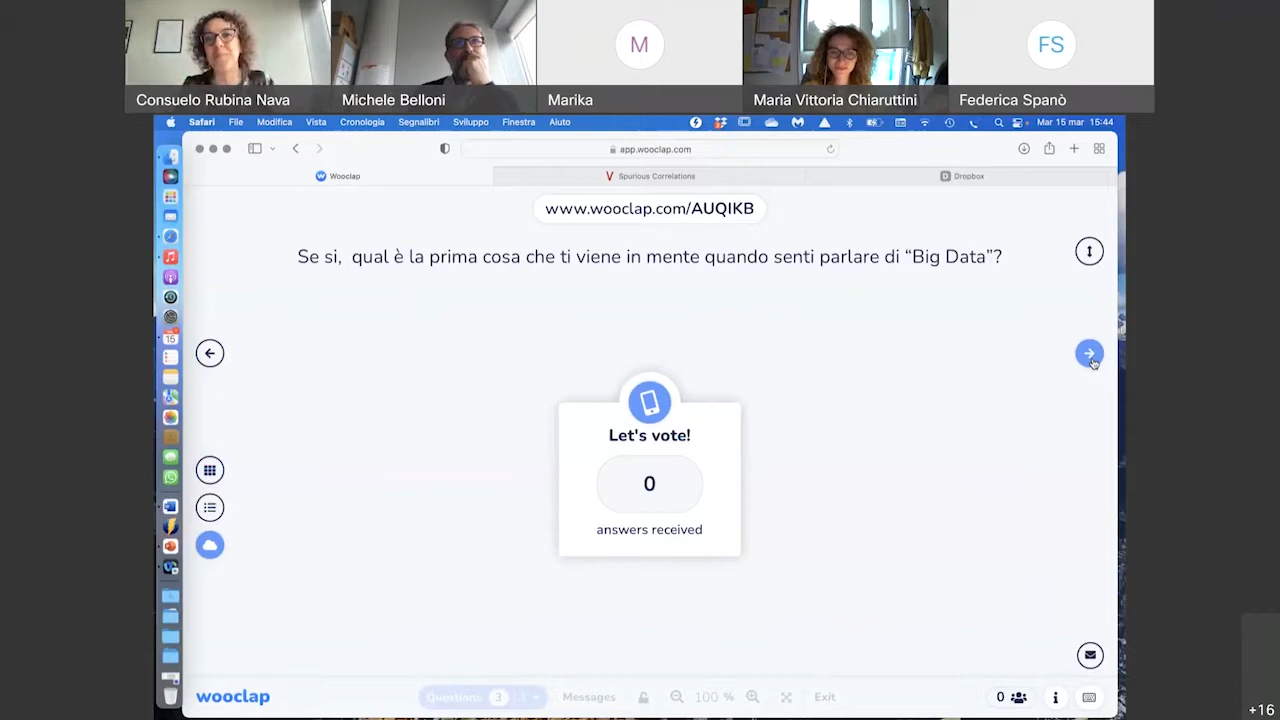 M
FS
Consuelo Rubina Nava
Michele Belloni
Marika
Maria Vittoria Chiaruttini
Federica Spanò
Safari File Modifica Vista Cronologia Segnalibri Sviluppo Finestra Aiuto Mar 15 mar 15:44
app.wooclap.com
Wooclap
Spurious Correlations
D Dropbox
www.wooclap.com/AUQIKB
Se si, qual è la prima cosa che ti viene in mente quando senti parlare di “Big Data”?
15
Let's vote!
0
answers received
wooclap
Questions 3 / 3
Messages
100 %
Exit
0
+16